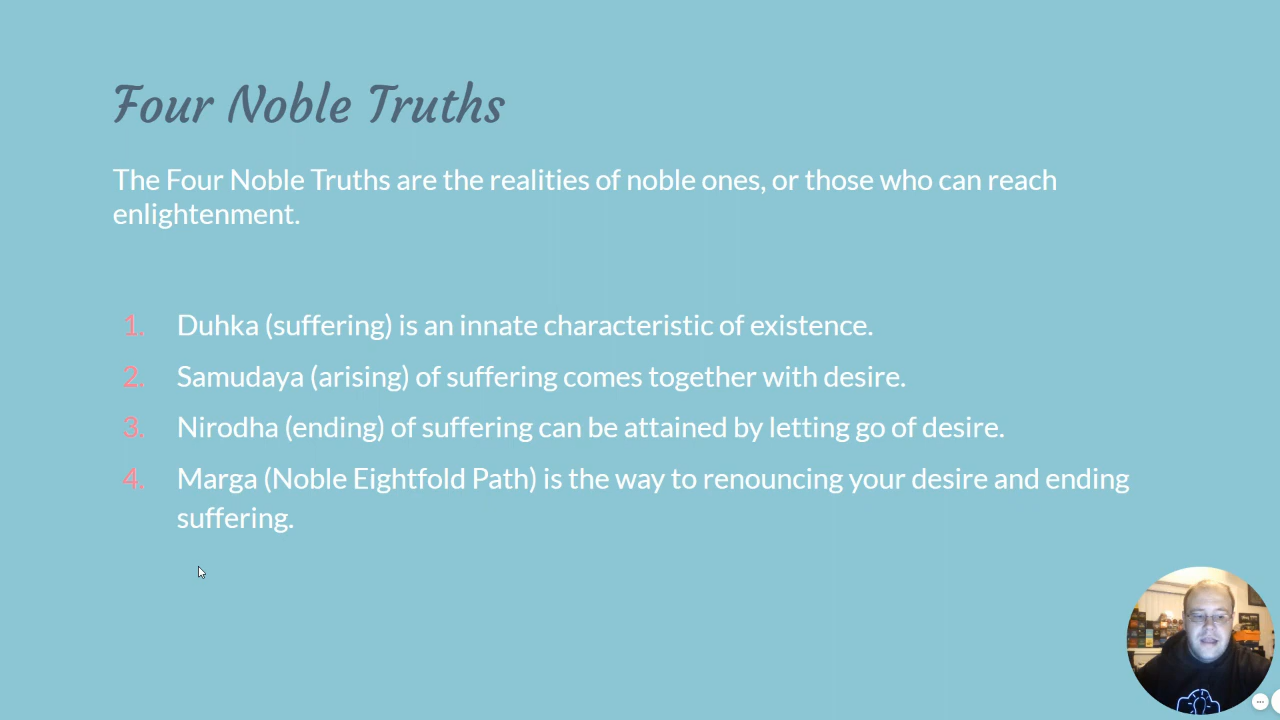 Four Noble Truths
The Four Noble Truths are the realities of noble ones, or those who can reach
enlightenment.
1. Duhka (suffering) is an innate characteristic of existence.
2. Samudaya (arising) of suffering comes together with desire.
3. Nirodha (ending) of suffering can be attained by letting go of desire.
4. Marga (Noble Eightfold Path) is the way to renouncing your desire and ending
suffering.